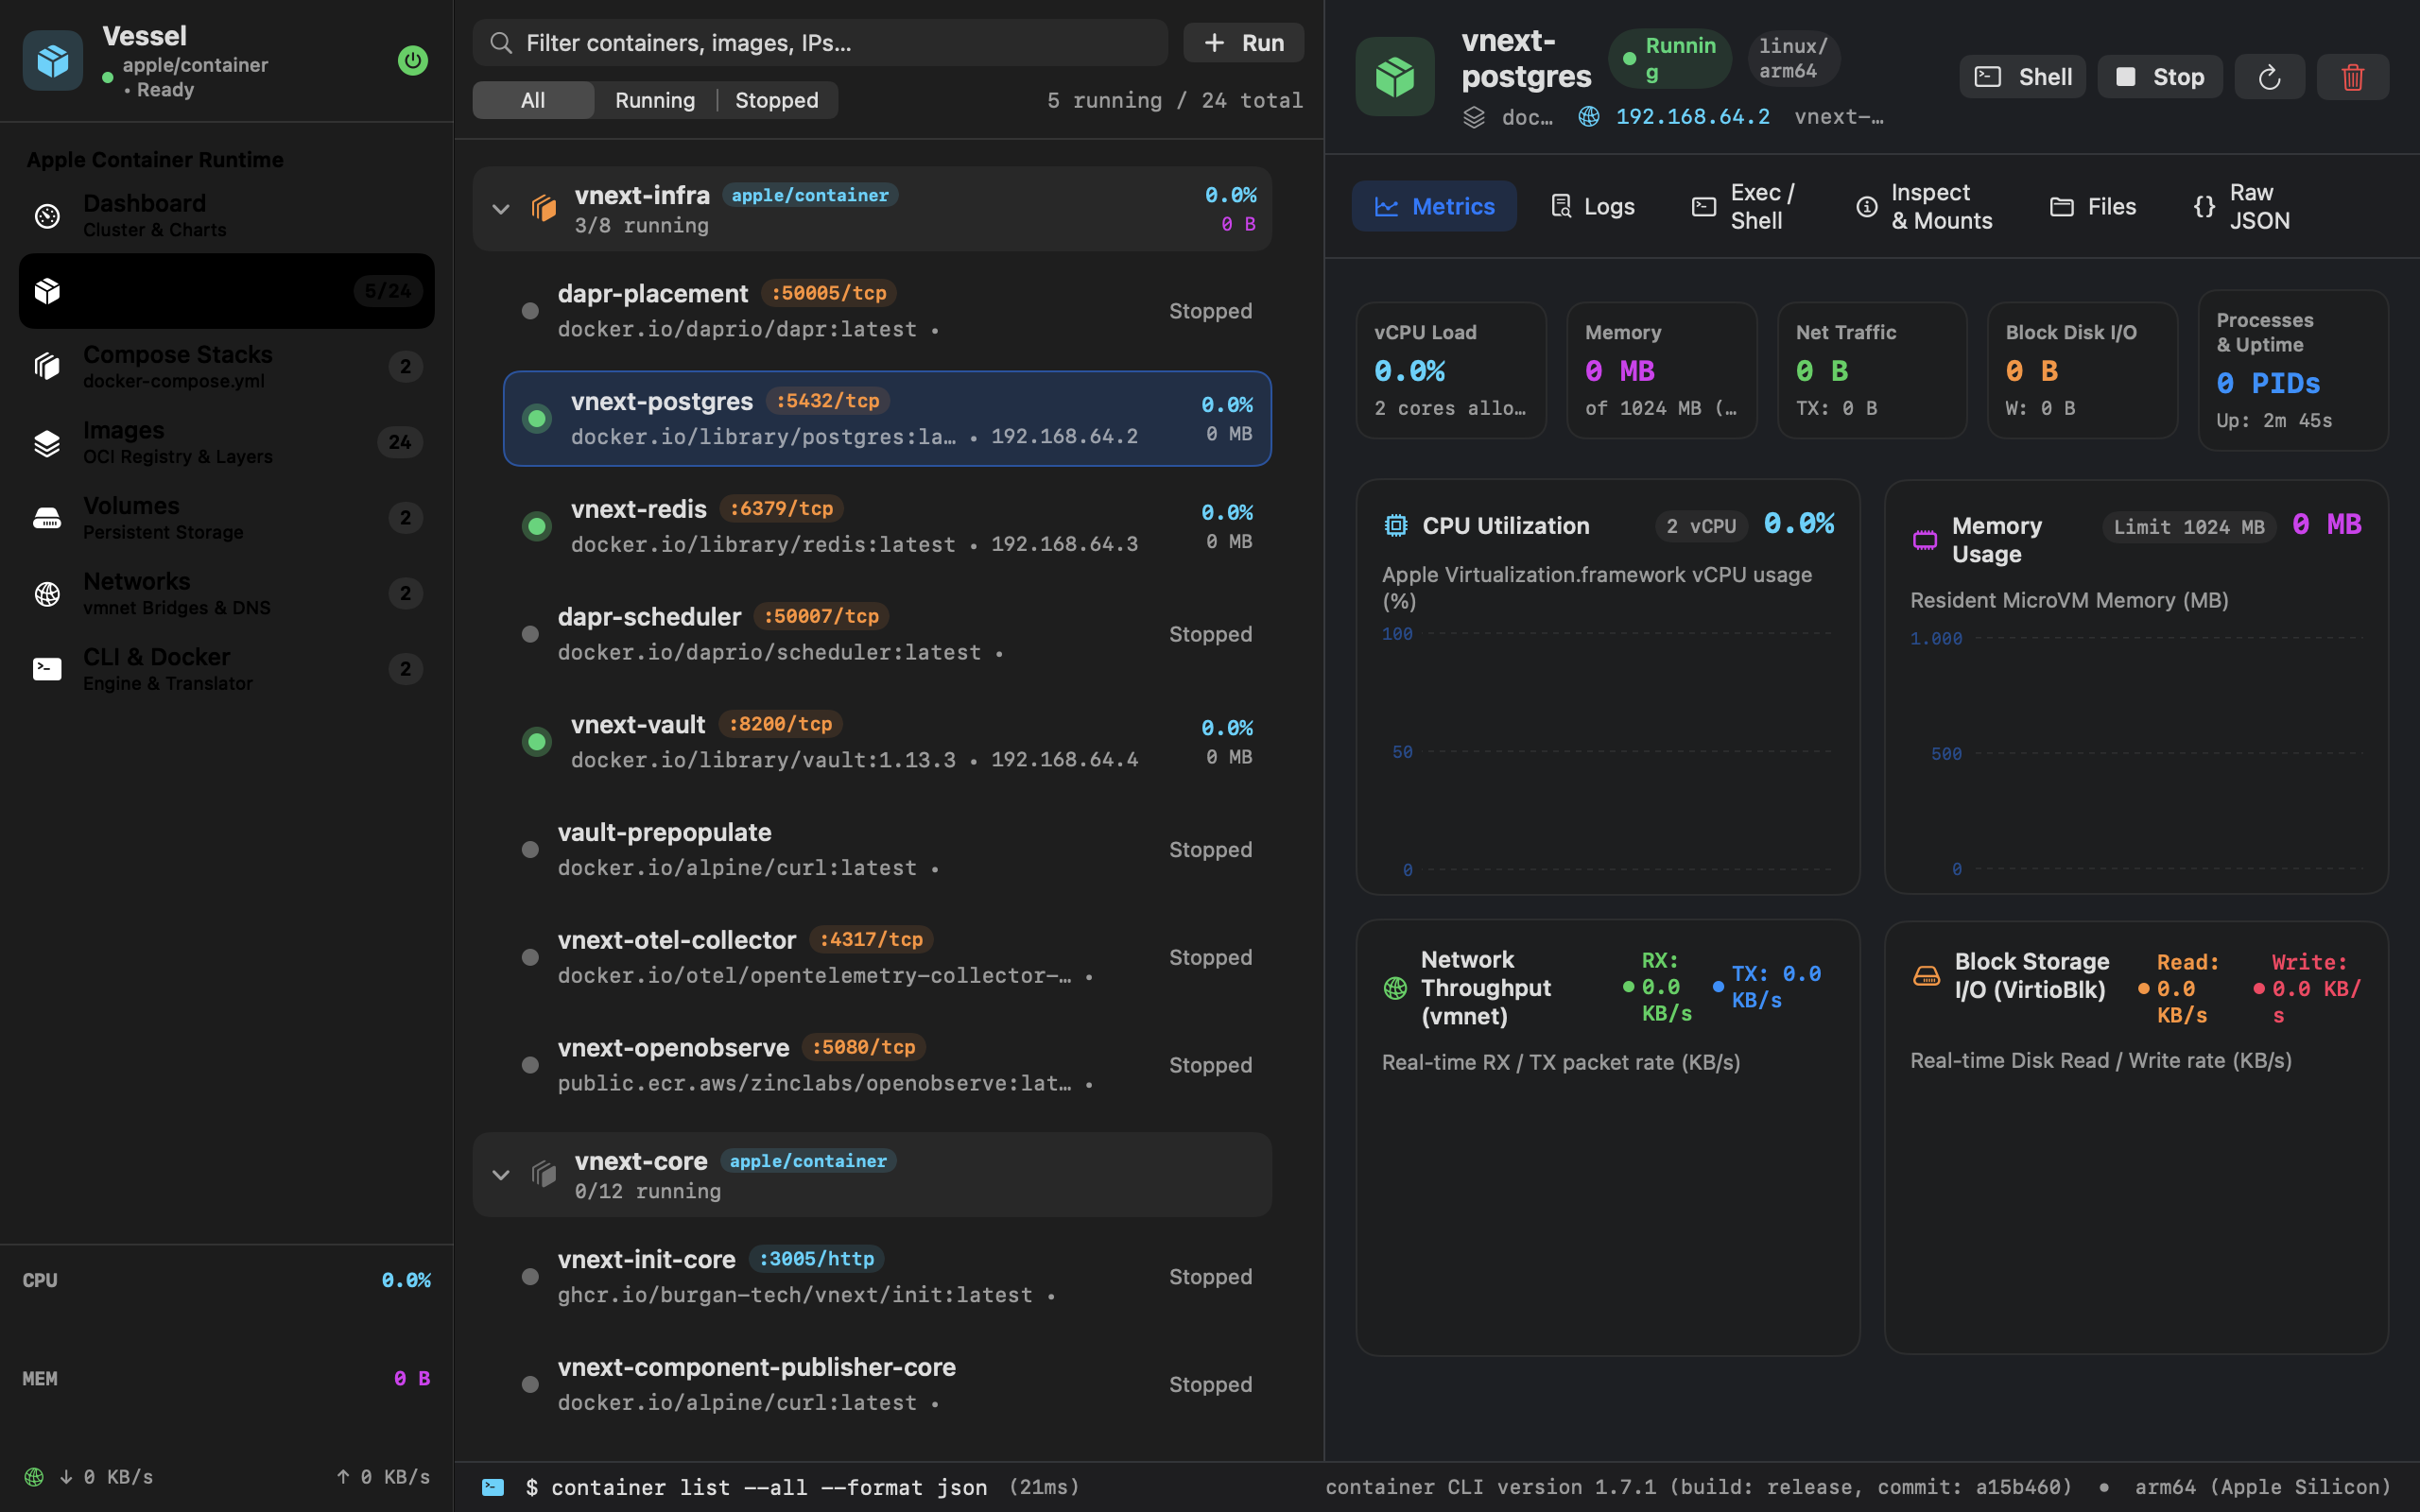 Vessel
apple/container
• Ready
Apple Container Runtime
Dashboard
Cluster & Charts
5/24
Compose Stacks
docker-compose.yml
2
Images
OCI Registry & Layers
24
Volumes
Persistent Storage
2
Networks
vmnet Bridges & DNS
2
CLI & Docker
Engine & Translator
2
CPU 0.0%
MEM 0 B
↓ 0 KB/s ↑ 0 KB/s
Filter containers, images, IPs...
+ Run
All Running Stopped
5 running / 24 total
vnext-infra apple/container 0.0%
3/8 running 0 B
dapr-placement :50005/tcp
docker.io/daprio/dapr:latest •
Stopped
vnext-postgres :5432/tcp 0.0%
docker.io/library/postgres:la… • 192.168.64.2 0 MB
vnext-redis :6379/tcp 0.0%
docker.io/library/redis:latest • 192.168.64.3 0 MB
dapr-scheduler :50007/tcp
docker.io/daprio/scheduler:latest •
Stopped
vnext-vault :8200/tcp 0.0%
docker.io/library/vault:1.13.3 • 192.168.64.4 0 MB
vault-prepopulate
docker.io/alpine/curl:latest •
Stopped
vnext-otel-collector :4317/tcp
docker.io/otel/opentelemetry-collector-… •
Stopped
vnext-openobserve :5080/tcp
public.ecr.aws/zinclabs/openobserve:lat… •
Stopped
vnext-core apple/container
0/12 running
vnext-init-core :3005/http
ghcr.io/burgan-tech/vnext/init:latest •
Stopped
vnext-component-publisher-core
docker.io/alpine/curl:latest •
Stopped
$ container list --all --format json (21ms)
container CLI version 1.7.1 (build: release, commit: a15b460) • arm64 (Apple Silicon)
vnext-
postgres
Runnin
g
linux/
arm64
doc… 192.168.64.2 vnext-…
Shell
Stop
Metrics
Logs
Exec /
Shell
Inspect
& Mounts
Files
{} Raw
JSON
vCPU Load
0.0%
2 cores allo…
Memory
0 MB
of 1024 MB (…
Net Traffic
0 B
TX: 0 B
Block Disk I/O
0 B
W: 0 B
Processes
& Uptime
0 PIDs
Up: 2m 45s
CPU Utilization 2 vCPU 0.0%
Apple Virtualization.framework vCPU usage
(%)
100
50
0
Memory
Usage
Limit 1024 MB 0 MB
Resident MicroVM Memory (MB)
1.000
500
0
Network
Throughput
(vmnet)
RX:
0.0
KB/s
TX: 0.0
KB/s
Real-time RX / TX packet rate (KB/s)
Block Storage
I/O (VirtioBlk)
Read:
0.0
KB/s
Write:
0.0 KB/
s
Real-time Disk Read / Write rate (KB/s)